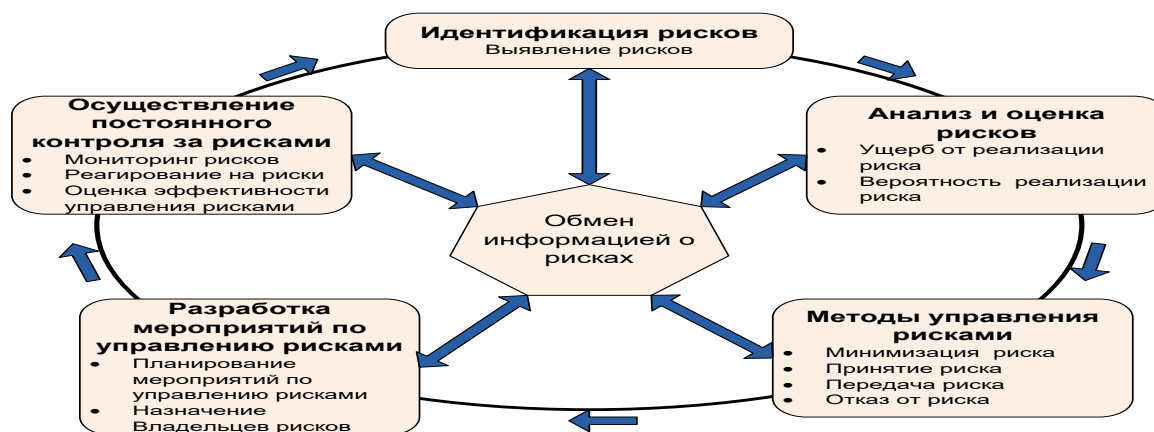 Идентификация рисков
Выявление рисков
Анализ и оценка
рисков
• Ущерб от реализации
риска
• Вероятность реализации
риска
Методы управления
рисками
• Минимизация риска
• Принятие риска
• Передача риска
• Отказ от риска
Разработка
мероприятий по
управлению рисками
• Планирование
мероприятий по
управлению рисками
• Назначение
Владельцев рисков
Осуществление
постоянного
контроля за рисками
• Мониторинг рисков
• Реагирование на риски
• Оценка эффективности
управления рисками
Обмен
информацией о
рисках